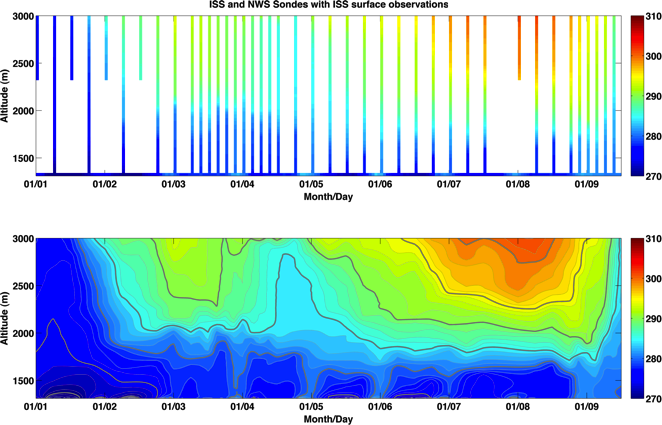 ISS and NWS Sondes with ISS surface observations
3000
2500
2000
1500
Altitude (m)
01/01 01/02 01/03 01/04 01/05 01/06 01/07 01/08 01/09
Month/Day
310
300
290
280
270
3000
2500
2000
1500
Altitude (m)
01/01 01/02 01/03 01/04 01/05 01/06 01/07 01/08 01/09
Month/Day
310
300
290
280
270